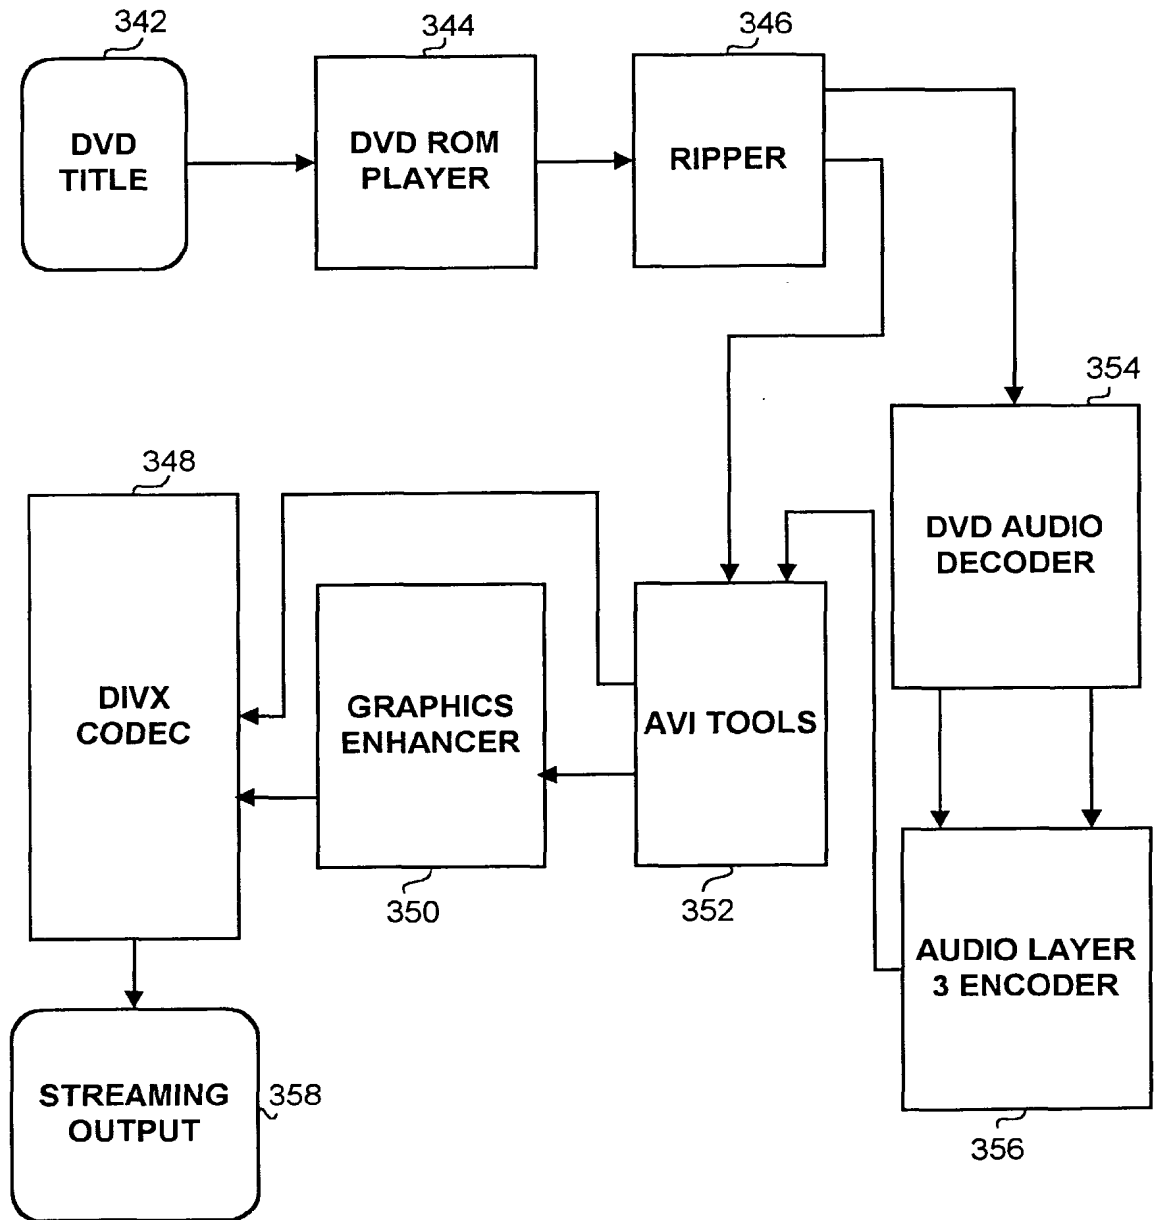 342
344
346
DVD
TITLE
DVD ROM
PLAYER
RIPPER
354
348
DVD AUDIO
DECODER
DIVX
CODEC
GRAPHICS
ENHANCER
AVI TOOLS
350
352
AUDIO LAYER
3 ENCODER
STREAMING
OUTPUT
358
356